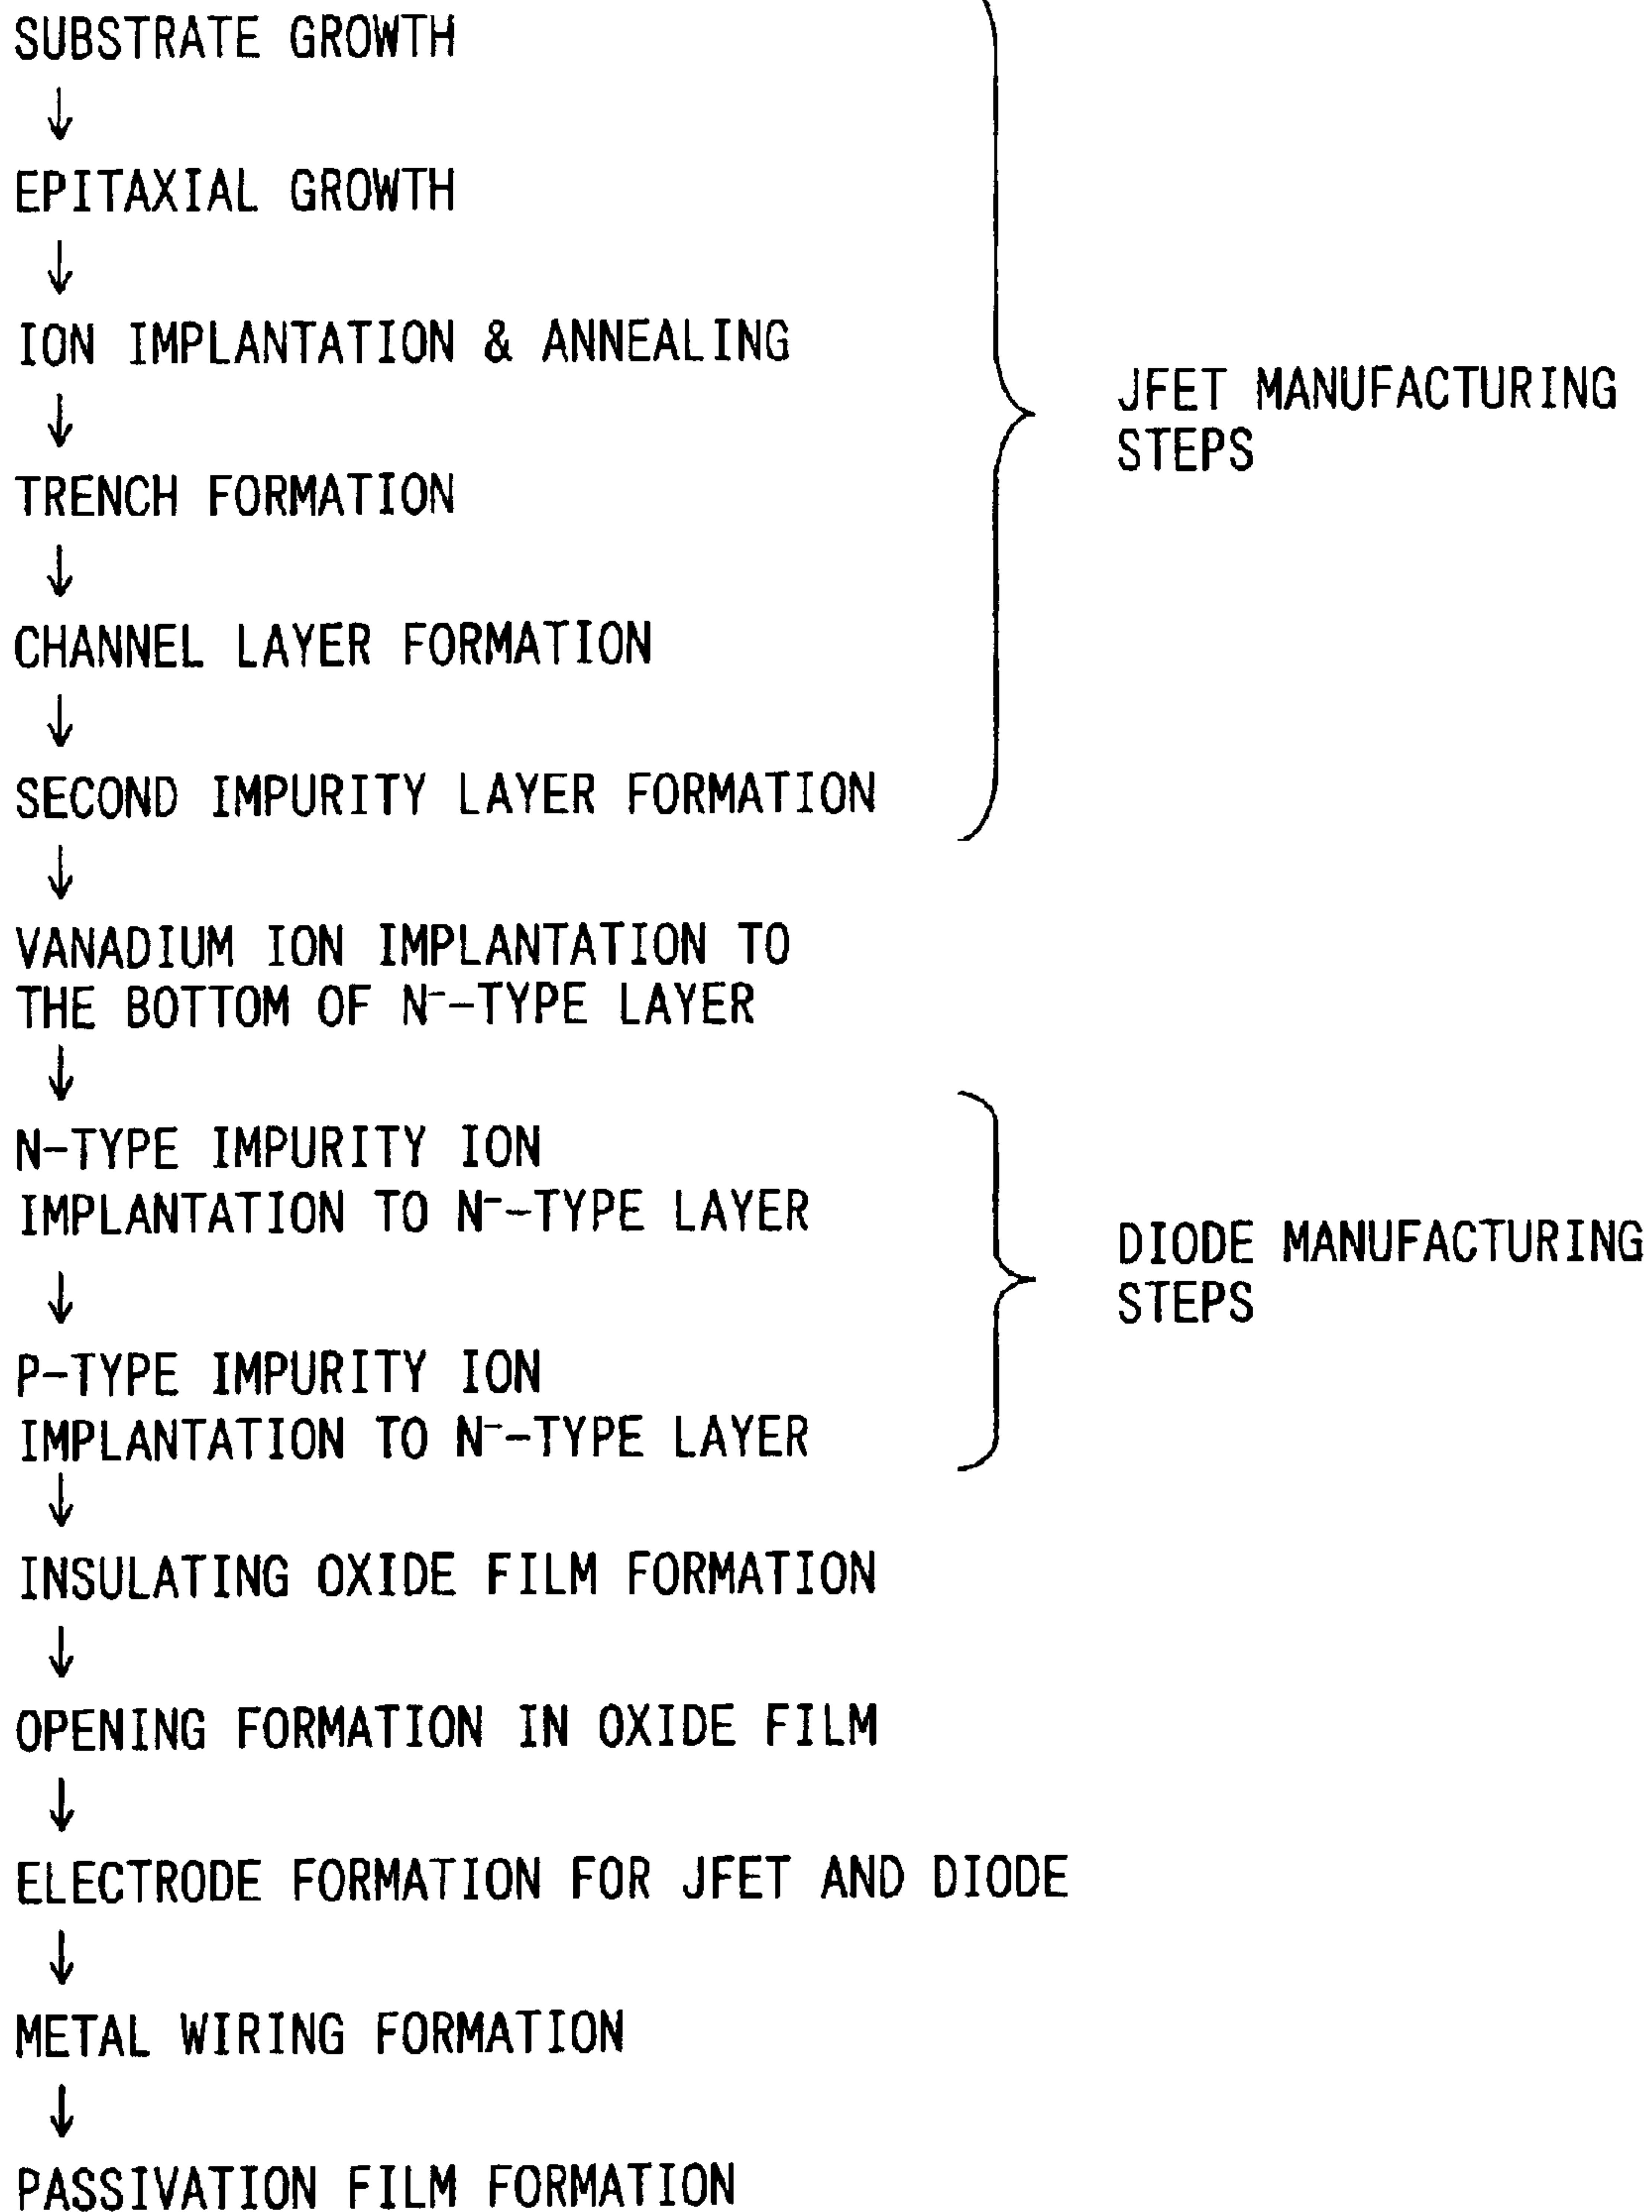 SUBSTRATE GROWTH
↓
EPITAXIAL GROWTH
↓
ION IMPLANTATION & ANNEALING
↓
TRENCH FORMATION
↓
CHANNEL LAYER FORMATION
↓
SECOND IMPURITY LAYER FORMATION
JFET MANUFACTURING
STEPS
↓
VANADIUM ION IMPLANTATION TO
THE BOTTOM OF N⁻-TYPE LAYER
↓
N-TYPE IMPURITY ION
IMPLANTATION TO N⁻-TYPE LAYER
↓
P-TYPE IMPURITY ION
IMPLANTATION TO N⁻-TYPE LAYER
DIODE MANUFACTURING
STEPS
↓
INSULATING OXIDE FILM FORMATION
↓
OPENING FORMATION IN OXIDE FILM
↓
ELECTRODE FORMATION FOR JFET AND DIODE
↓
METAL WIRING FORMATION
↓
PASSIVATION FILM FORMATION